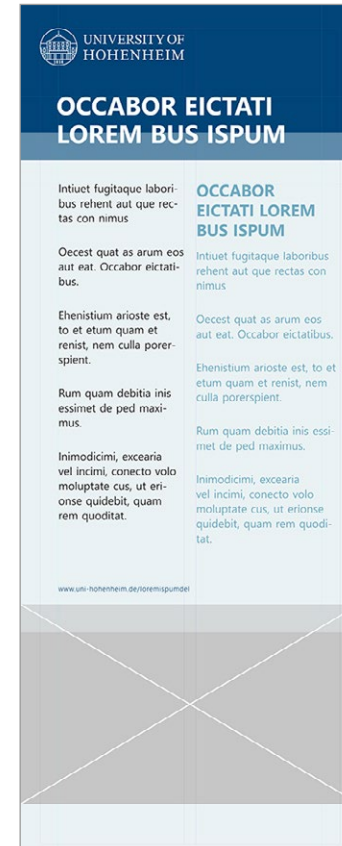 UNIVERSITY OF
HOHENHEIM
OCCABOR EICTATI
LOREM BUS ISPUM
Intiuet fugitaque labori-
bus rehent aut que rec-
tas con nimus
Oecest quat as arum eos
aut eat. Occabor eictati-
bus.
Ehenistium arioste est,
to et etum quam et
renist, nem culla porer-
spient.
Rum quam debitia inis
essimet de ped maxi-
mus.
Inimodicimi, excearia
vel incimi, conecto volo
moluptate cus, ut eri-
onse quidebit, quam
rem quoditat.
OCCABOR
EICTATI LOREM
BUS ISPUM
Intiuet fugitaque laboribus
rehent aut que rectas con
nimus
Oecest quat as arum eos
aut eat. Occabor eictatibus.
Ehenistium arioste est, to et
etum quam et renist, nem
culla porerspient.
Rum quam debitia inis essi-
met de ped maximus.
Inimodicimi, excearia
vel incimi, conecto volo
moluptate cus, ut erionse
quidebit, quam rem quodi-
tat.
www.uni-hohenheim.de/loremispumdel